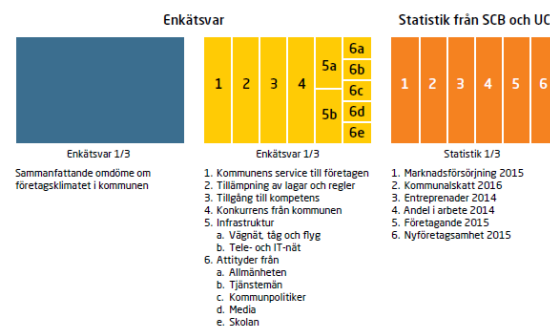 Enkätsvar
Statistik från SCB och UC
1
2
3
4
5a
5b
6a
6b
6c
6d
6e
1
2
3
4
5
6
Enkätsvar 1/3
Sammanfattande omdöme om
företagsklimatet i kommunen
Enkätsvar 1/3
1. Kommunens service till företagen
2. Tillämpning av lagar och regler
3. Tillgång till kompetens
4. Konkurrens från kommunen
5. Infrastruktur
a. Vägnät, tåg och flyg
b. Tele- och IT-nät
6. Attityder från
a. Allmänheten
b. Tjänstemän
c. Kommunpolitiker
d. Media
e. Skolan
Statistik 1/3
1. Marknadsförsörjning 2015
2. Kommunalskatt 2016
3. Entreprenader 2014
4. Andel i arbete 2014
5. Företagande 2015
6. Nyföretagsamhet 2015